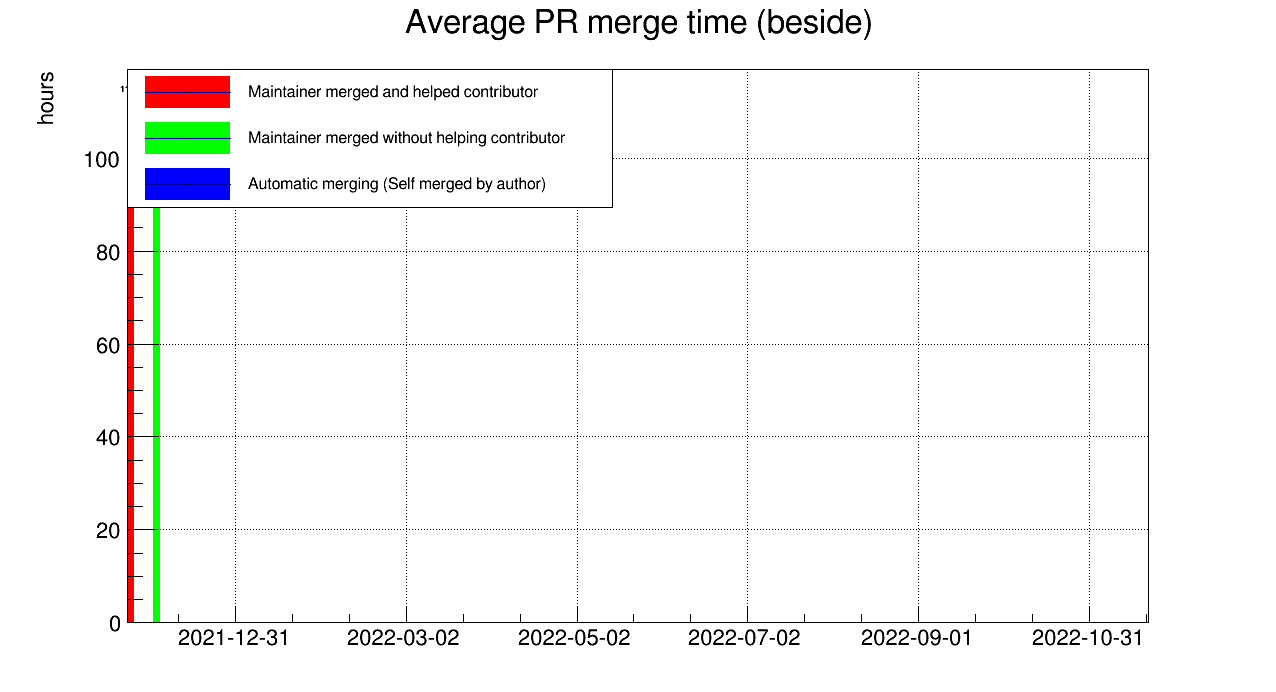 Average PR merge time (beside)
hours
Maintainer merged and helped contributor
Maintainer merged without helping contributor
Automatic merging (Self merged by author)
100
80
60
40
20
0
2021-12-31
2022-03-02
2022-05-02
2022-07-02
2022-09-01
2022-10-31